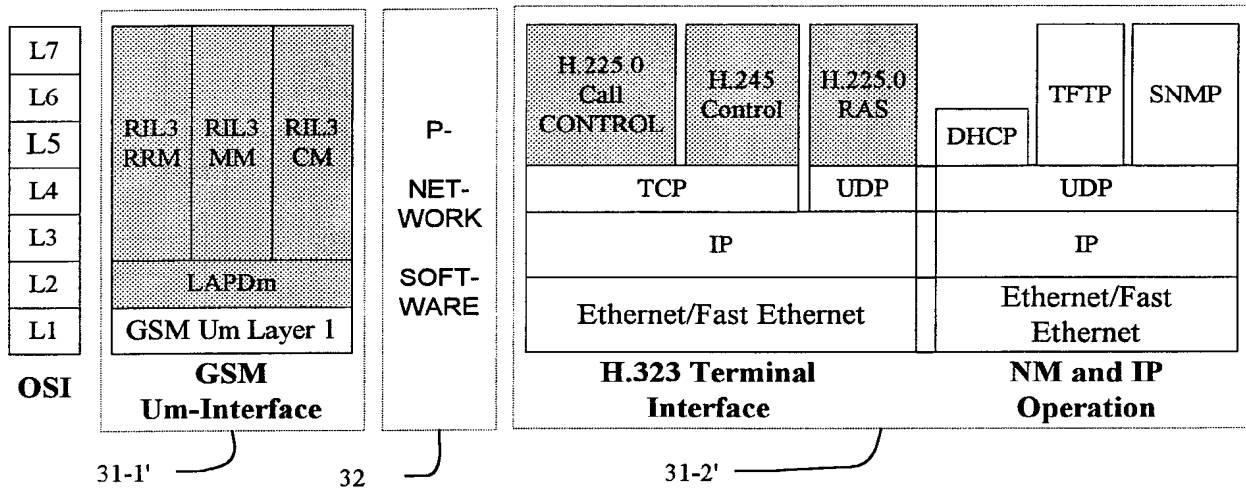 L7
L6
L5
L4
L3
L2
L1
OSI
RIL3
RRM
RIL3
MM
RIL3
CM
LAPDm
GSM Um Layer 1
GSM
Um-Interface
31-1'
P-
NET-
WORK
SOFT-
WARE
32
H.225.0
Call
CONTROL
H.245
Control
H.225.0
RAS
TCP
UDP
IP
Ethernet/Fast Ethernet
H.323 Terminal
Interface
DHCP
TFTP
SNMP
UDP
IP
Ethernet/Fast
Ethernet
NM and IP
Operation
31-2'